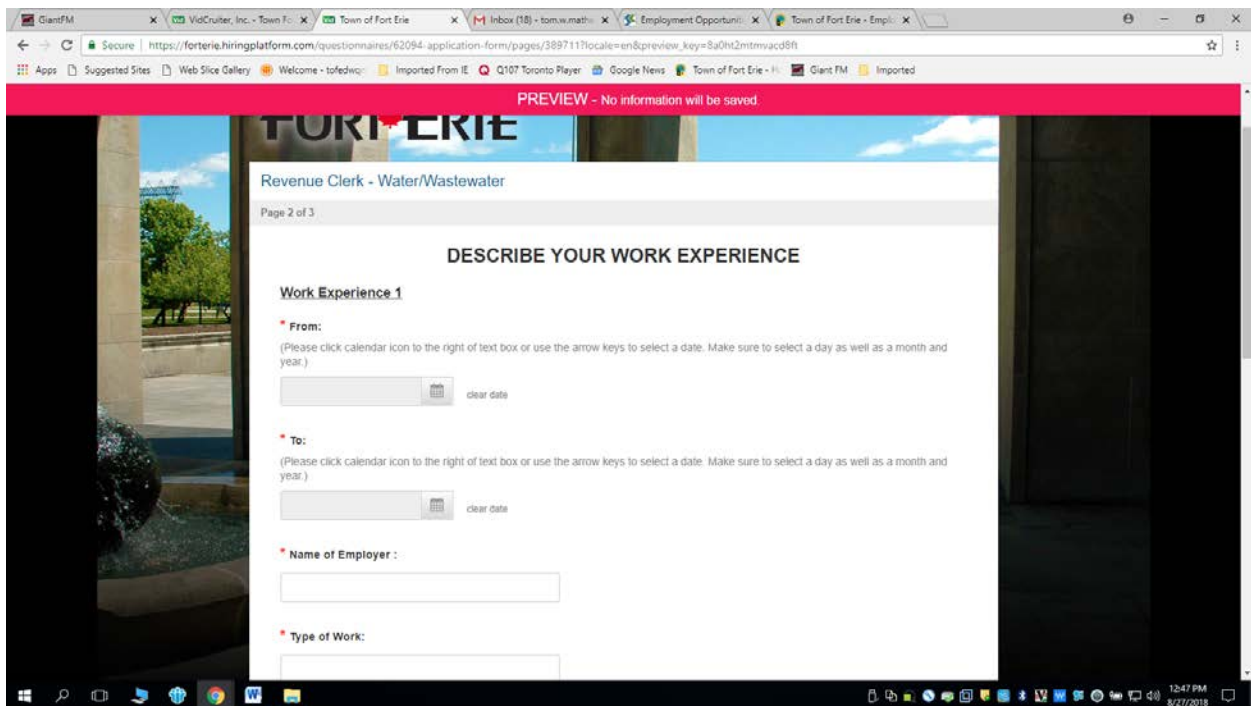 GiantFM
VidCruiter, Inc. - Town Fo
Town of Fort Erie
Inbox (18) - tom.w.math
Employment Opportuniti
Town of Fort Erie - Emplo
Secure
https://forterie.hiringplatform.com/questionnaires/62094-application-form/pages/389711?locale=en&preview_key=8a0ht2mtmvacd8ft
Apps
Suggested Sites
Web Slice Gallery
Imported From IE
Q107 Toronto Player
Google News
Town of Fort Erie - H
Giant FM
Imported
PREVIEW - No information will be saved.
FORT ERIE
Revenue Clerk - Water/Wastewater
Page 2 of 3
DESCRIBE YOUR WORK EXPERIENCE
Work Experience 1
* From:
(Please click calendar icon to the right of text box or use the arrow keys to select a date. Make sure to select a day as well as a month and
year.)
clear date
* To:
(Please click calendar icon to the right of text box or use the arrow keys to select a date. Make sure to select a day as well as a month and
year.)
clear date
* Name of Employer :
* Type of Work:
12:47 PM
8/27/2018